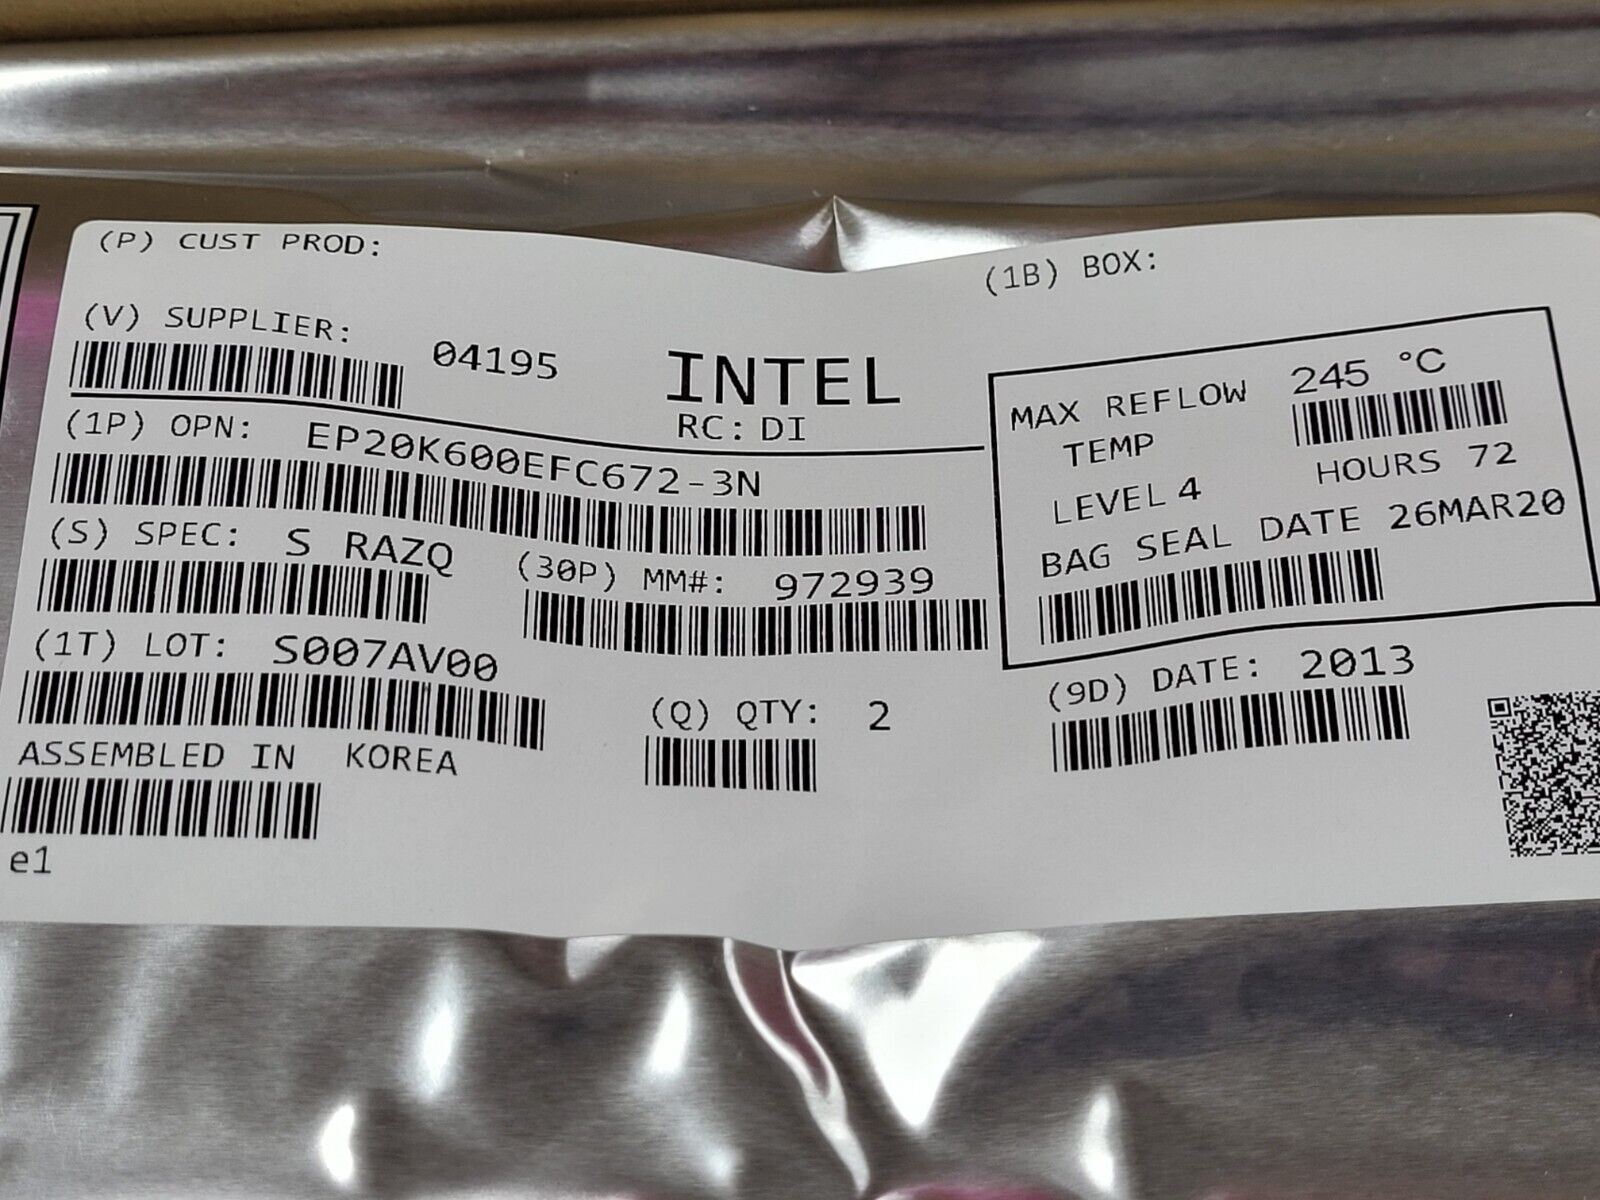 (P) CUST PROD:
(1B) BOX:
(V) SUPPLIER: 04195
INTEL
RC: DI
(1P) OPN: EP20K600EFC672-3N
(S) SPEC: S RAZQ
(30P) MM#: 972939
(1T) LOT: S007AV00
(Q) QTY: 2
ASSEMBLED IN KOREA
e1
MAX REFLOW 245 °C
TEMP
LEVEL 4 HOURS 72
BAG SEAL DATE 26MAR20
(9D) DATE: 2013